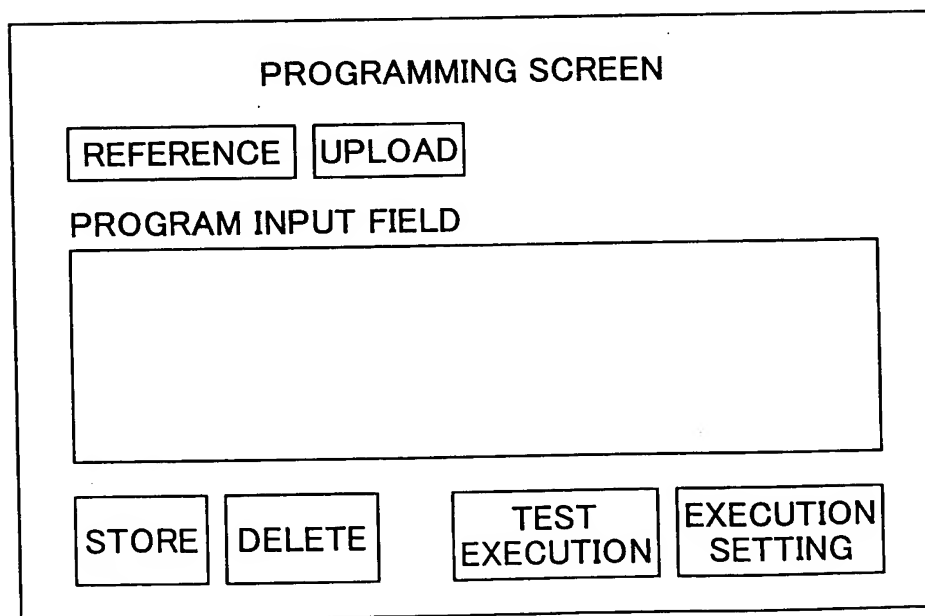 PROGRAMMING SCREEN
REFERENCE UPLOAD
PROGRAM INPUT FIELD
STORE DELETE TEST EXECUTION EXECUTION SETTING